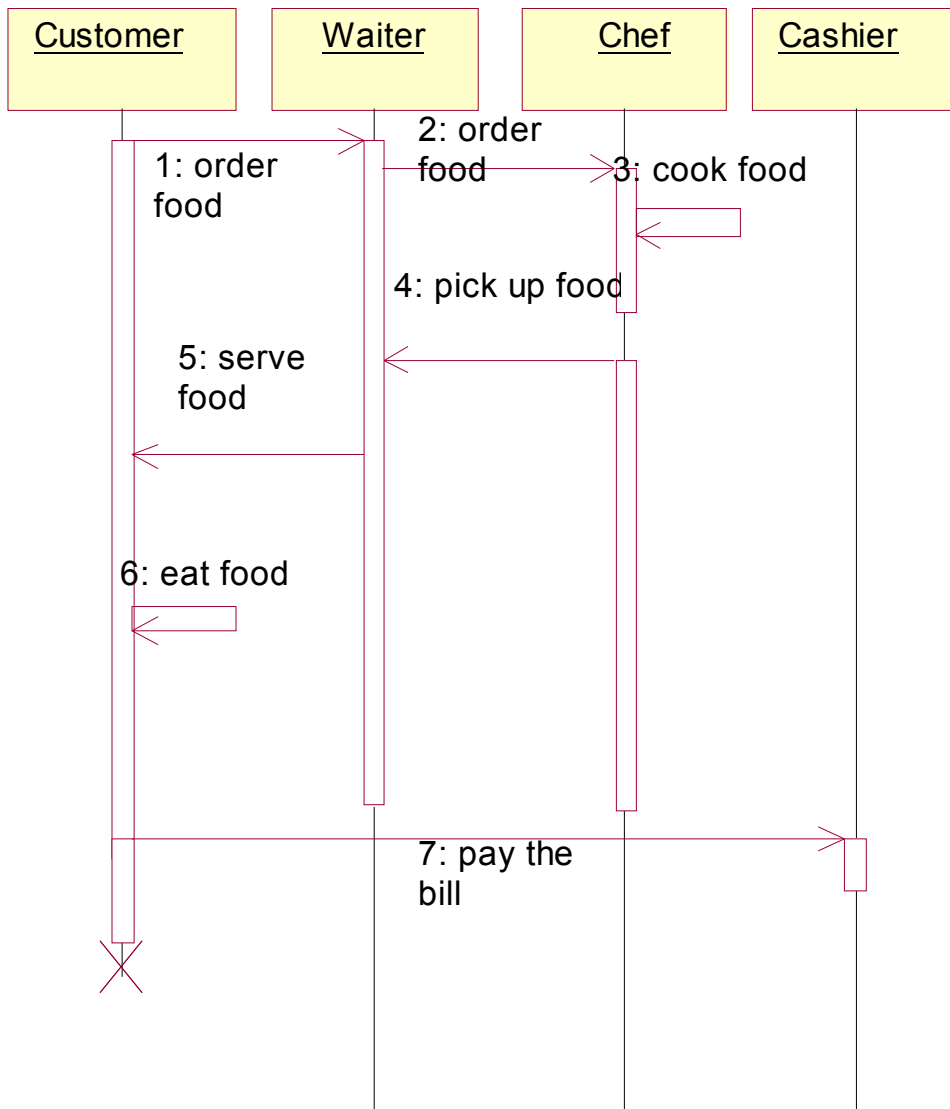 Customer
Waiter
Chef
Cashier
1: order
food
2: order
food
3: cook food
4: pick up food
5: serve
food
6: eat food
7: pay the
bill